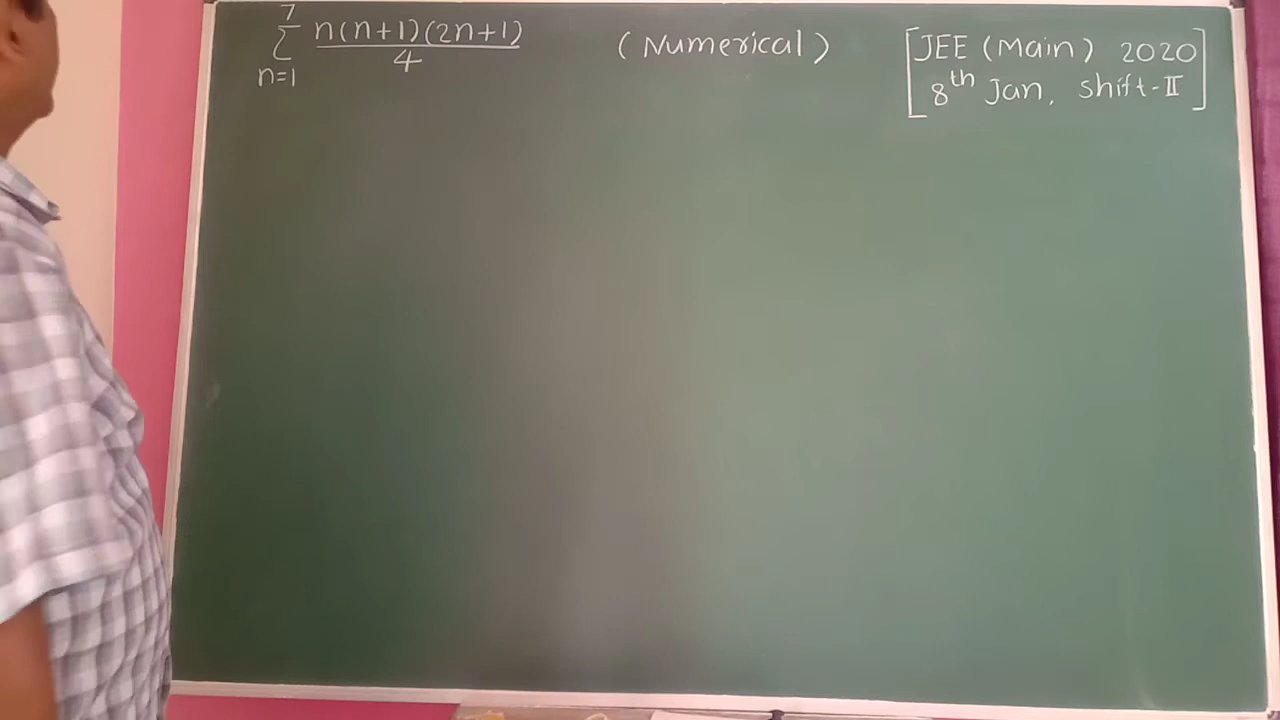 7
∑ n(n+1)(2n+1)
4
n=1
(Numerical)
[JEE (Main) 2020
8th Jan, shift-II]